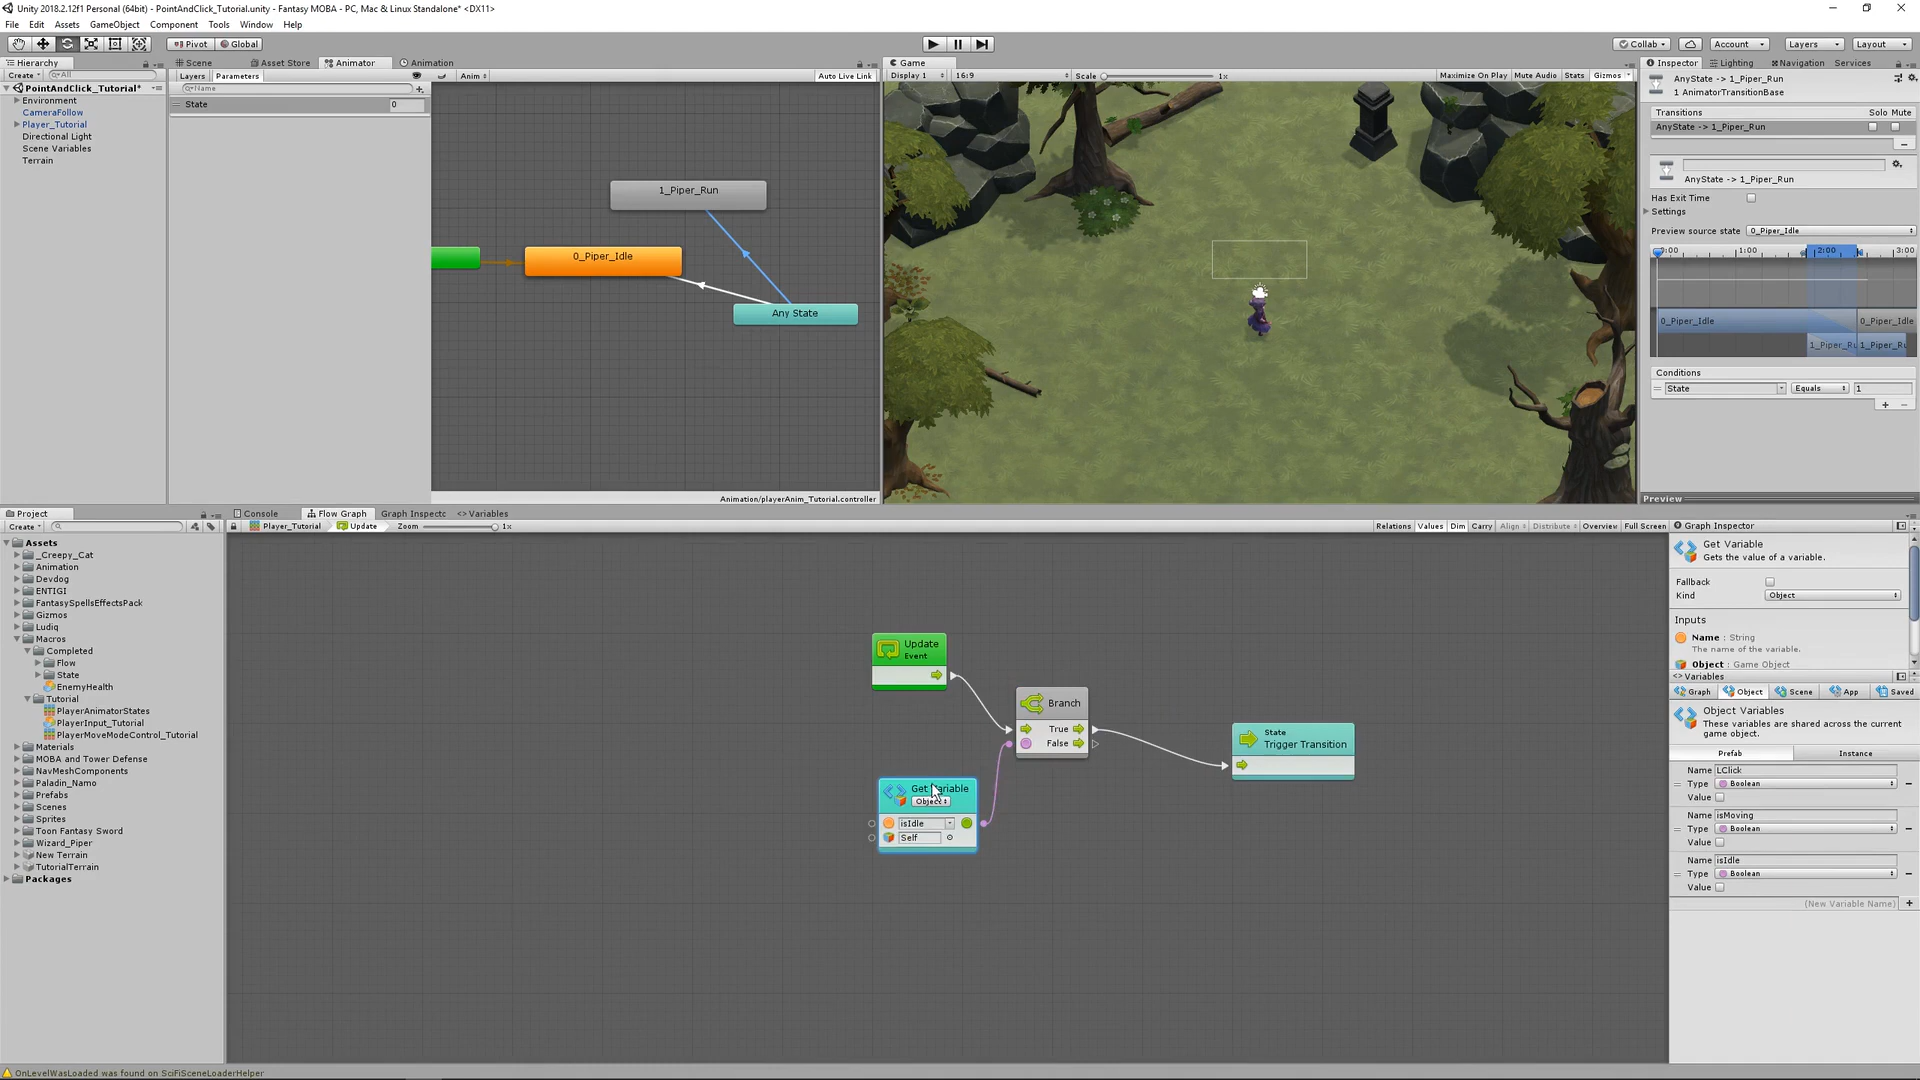 Unity 2018.2.12f1 Personal (64bit) - PointAndClick_Tutorial.unity - Fantasy MOBA - PC, Mac & Linux Standalone* <DX11>
File Edit Assets GameObject Component Tools Window Help
Pivot Global Collab Account Layers Layout
Hierarchy Scene Asset Store Animator Animation Game Inspector Lighting Navigation Services
Create All Layers Parameters Anim Auto Live Link Display 1 16:9 Scale 1x Maximize On Play Mute Audio Stats Gizmos
PointAndClick_Tutorial*
Environment
CameraFollow
Player_Tutorial
Directional Light
Scene Variables
Terrain
Name
State 0
1_Piper_Run
0_Piper_Idle
Any State
Animation/playerAnim_Tutorial.controller
AnyState -> 1_Piper_Run
1 AnimatorTransitionBase
Transitions Solo Mute
AnyState -> 1_Piper_Run
AnyState -> 1_Piper_Run
Has Exit Time
Settings
Preview source state 0_Piper_Idle
0:00 1:00 2:00 3:00
0_Piper_Idle 0_Piper_Idle
1_Piper_Ru 1_Piper_Ru
Conditions
State Equals 1
Preview
Project Console Flow Graph Graph Inspectc Variables
Create Player_Tutorial Update Zoom 1x Relations Values Dim Carry Align Distribute Overview Full Screen
Assets
_Creepy_Cat
Animation
Devdog
ENTIGI
FantasySpellsEffectsPack
Gizmos
Ludiq
Macros
Completed
Flow
State
EnemyHealth
Tutorial
PlayerAnimatorStates
PlayerInput_Tutorial
PlayerMoveModeControl_Tutorial
Materials
MOBA and Tower Defense
NavMeshComponents
Paladin_Namo
Prefabs
Scenes
Sprites
Toon Fantasy Sword
Wizard_Piper
New Terrain
TutorialTerrain
Packages
Update
Event
Branch
True
False
State
Trigger Transition
Get Variable
Object
isIdle
Self
Graph Inspector
Get Variable
Gets the value of a variable.
Fallback
Kind Object
Inputs
Name : String
The name of the variable.
Object : Game Object
Variables
Graph Object Scene App Saved
Object Variables
These variables are shared across the current
game object.
Prefab Instance
Name LClick
Type Boolean
Value
Name isMoving
Type Boolean
Value
Name isIdle
Type Boolean
Value
(New Variable Name)
OnLevelWasLoaded was found on SciFiSceneLoaderHelper